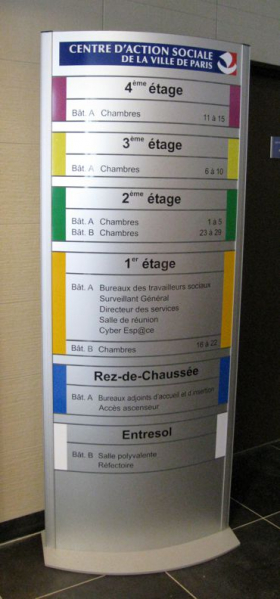 CENTRE D'ACTION SOCIALE
DE LA VILLE DE PARIS
4ème étage
Bât. A Chambres 11 à 15
3ème étage
Bât. A Chambres 6 à 10
2ème étage
Bât. A Chambres 1 à 5
Bât. B Chambres 23 à 29
1er étage
Bât. A Bureaux des travailleurs sociaux
Surveillant Général
Directeur des services
Salle de réunion
Cyber Esp@ce
Bât. B Chambres 16 à 22
Rez-de-Chaussée
Bât. A Bureaux adjoints d'accueil et d'insertion
Accès ascenseur
Entresol
Bât. B Salle polyvalente
Réfectoire